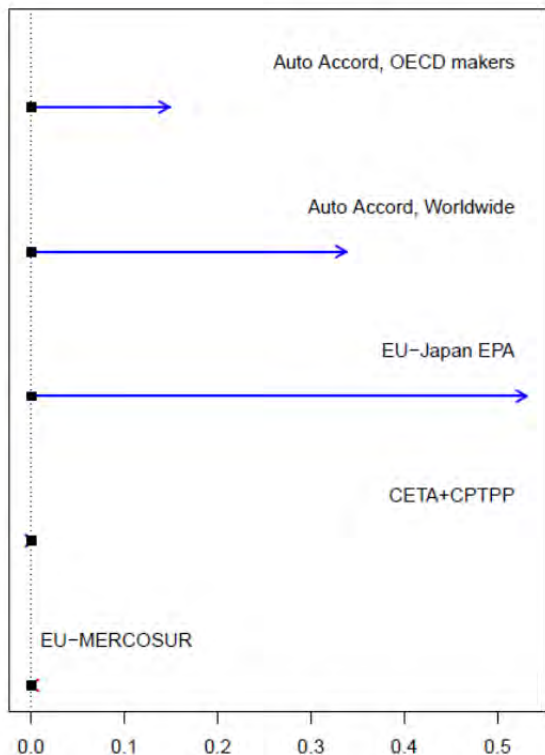 Auto Accord, OECD makers
Auto Accord, Worldwide
EU−Japan EPA
CETA+CPTPP
EU−MERCOSUR
0.0 0.1 0.2 0.3 0.4 0.5